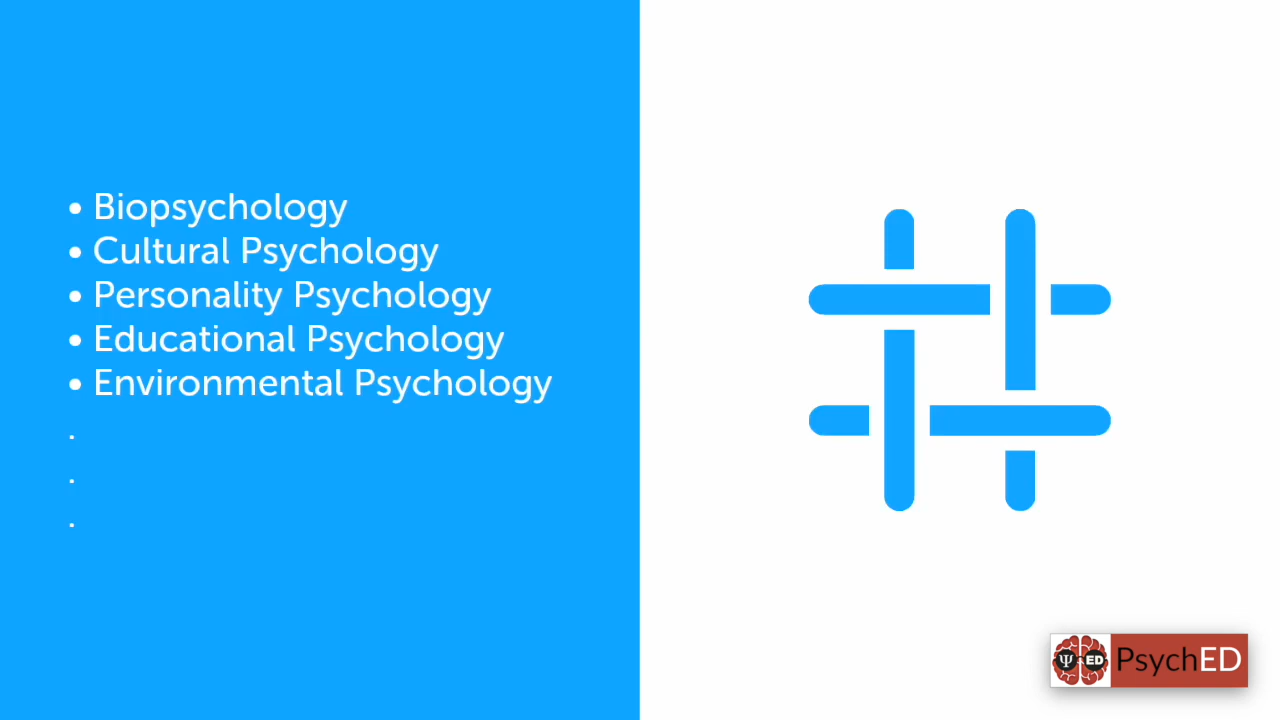 • Biopsychology
• Cultural Psychology
• Personality Psychology
• Educational Psychology
• Environmental Psychology
.
.
.
Ψ ED PsychED